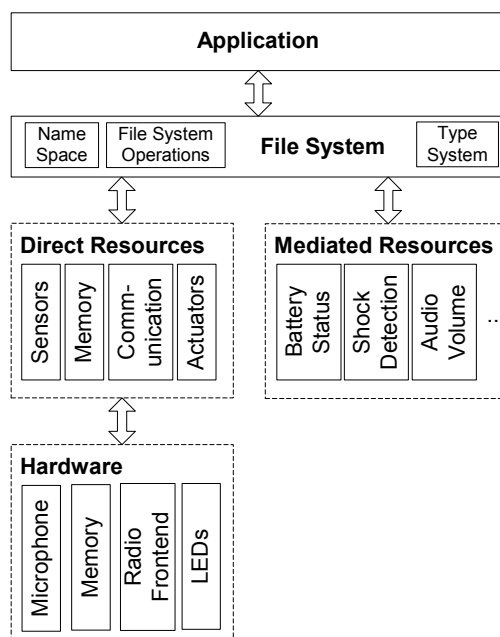 Application
Name
Space
File System
Operations
File System
Type
System
Direct Resources
Sensors
Memory
Comm-
unication
Actuators
Mediated Resources
Battery
Status
Shock
Detection
Audio
Volume
..
Hardware
Microphone
Memory
Radio
Frontend
LEDs